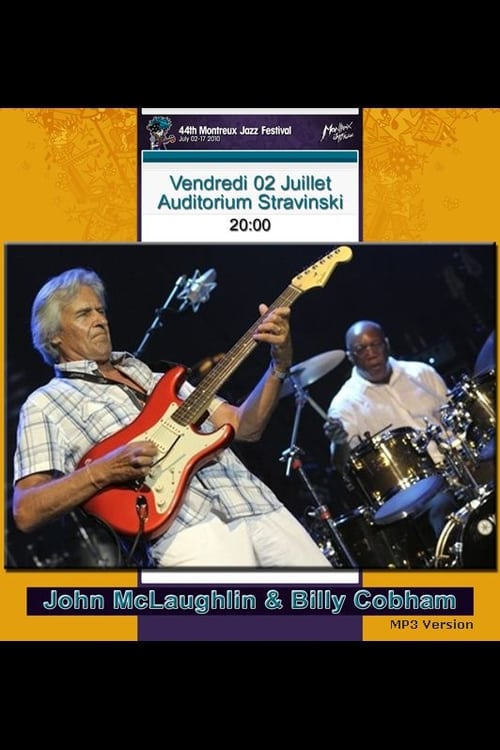 44th Montreux Jazz Festival
July 02-17 2010
Montreux
Vendredi 02 Juillet
Auditorium Stravinski
20:00
John McLaughlin & Billy Cobham
MP3 Version